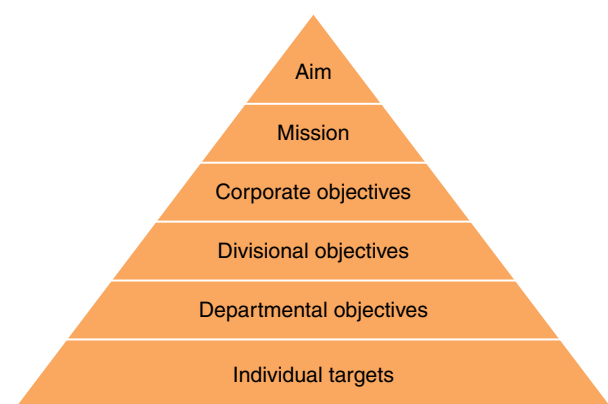 Aim
Mission
Corporate objectives
Divisional objectives
Departmental objectives
Individual targets